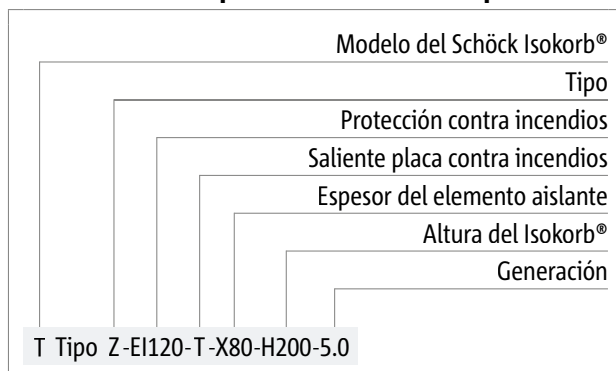 Modelo del Schöck Isokorb®
Tipo
Protección contra incendios
Saliente placa contra incendios
Espesor del elemento aislante
Altura del Isokorb®
Generación
T Tipo Z-EI120-T-X80-H200-5.0